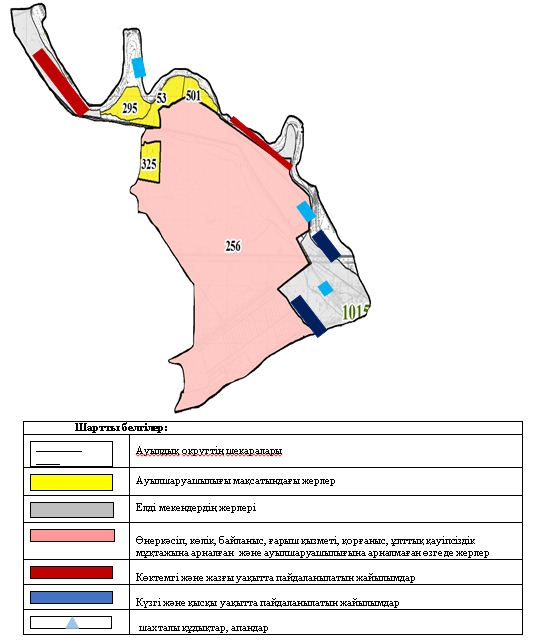 295
53
501
325
256
1015
Шартты белгілер:
Ауылдық округтің шекаралары
Ауылшаруашылығы мақсатындағы жерлер
Елді мекендердің жерлері
Өнеркәсіп, көлік, байланыс, ғарыш қызметі, қорғаныс, ұлттық қауіпсіздік
мұқтажына арналған және ауылшаруашылығына арналмаған өзгеде жерлер
Көктемгі және жазғы уақытта пайдаланылатын жайылымдар
Күзгі және қысқы уақытта пайдаланылатын жайылымдар
шахталы құдықтар, апандар